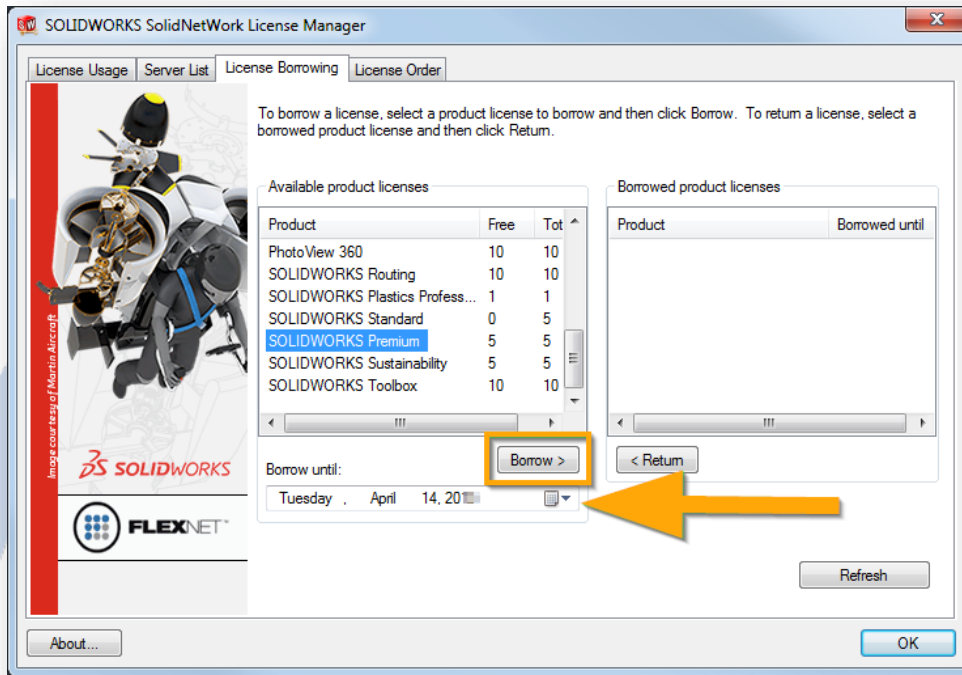 SOLIDWORKS SolidNetWork License Manager
License Usage
Server List
License Borrowing
License Order
To borrow a license, select a product license to borrow and then click Borrow. To return a license, select a
borrowed product license and then click Return.
Available product licenses
Product Free Tot
PhotoView 360 10 10
SOLIDWORKS Routing 10 10
SOLIDWORKS Plastics Profess... 1 1
SOLIDWORKS Standard 0 5
SOLIDWORKS Premium 5 5
SOLIDWORKS Sustainability 5 5
SOLIDWORKS Toolbox 10 10
Borrow >
Borrow until:
Tuesday , April 14, 
Borrowed product licenses
Product Borrowed until
< Return
Refresh
Image courtesy of Martin Aircraft
SOLIDWORKS
FLEXNET™
About...
OK